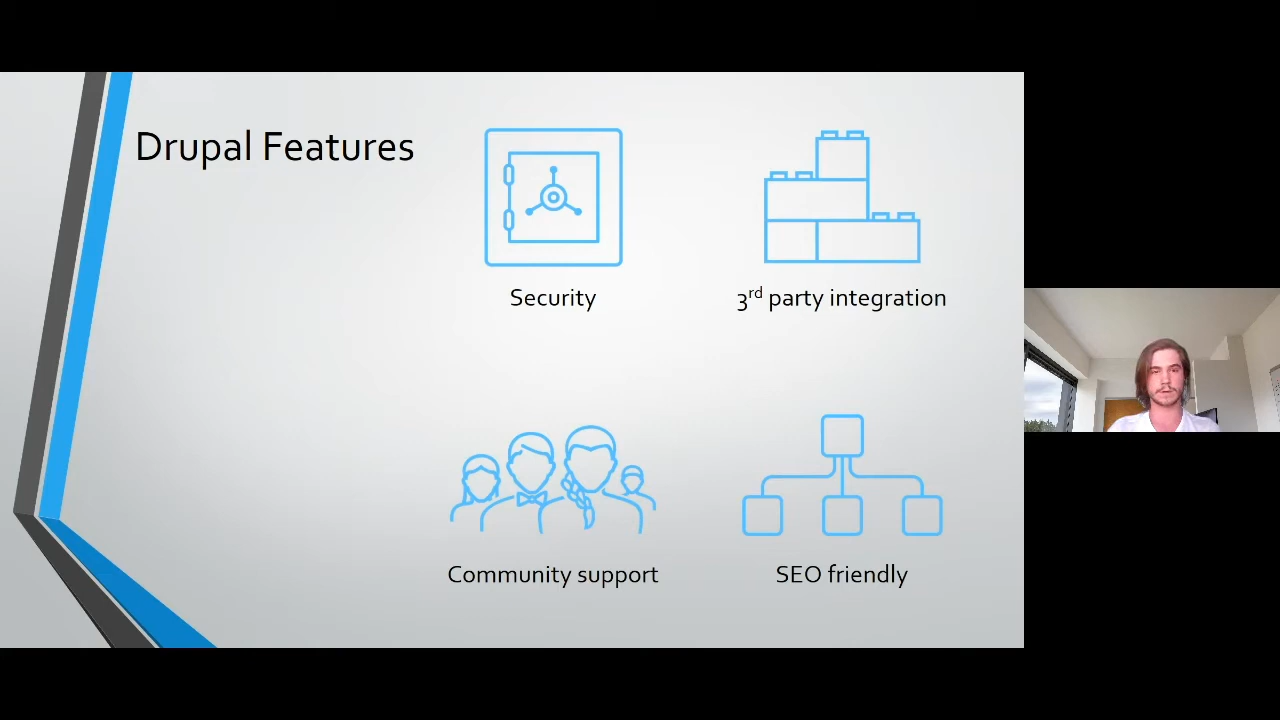 Drupal Features
Security
3rd party integration
Community support
SEO friendly